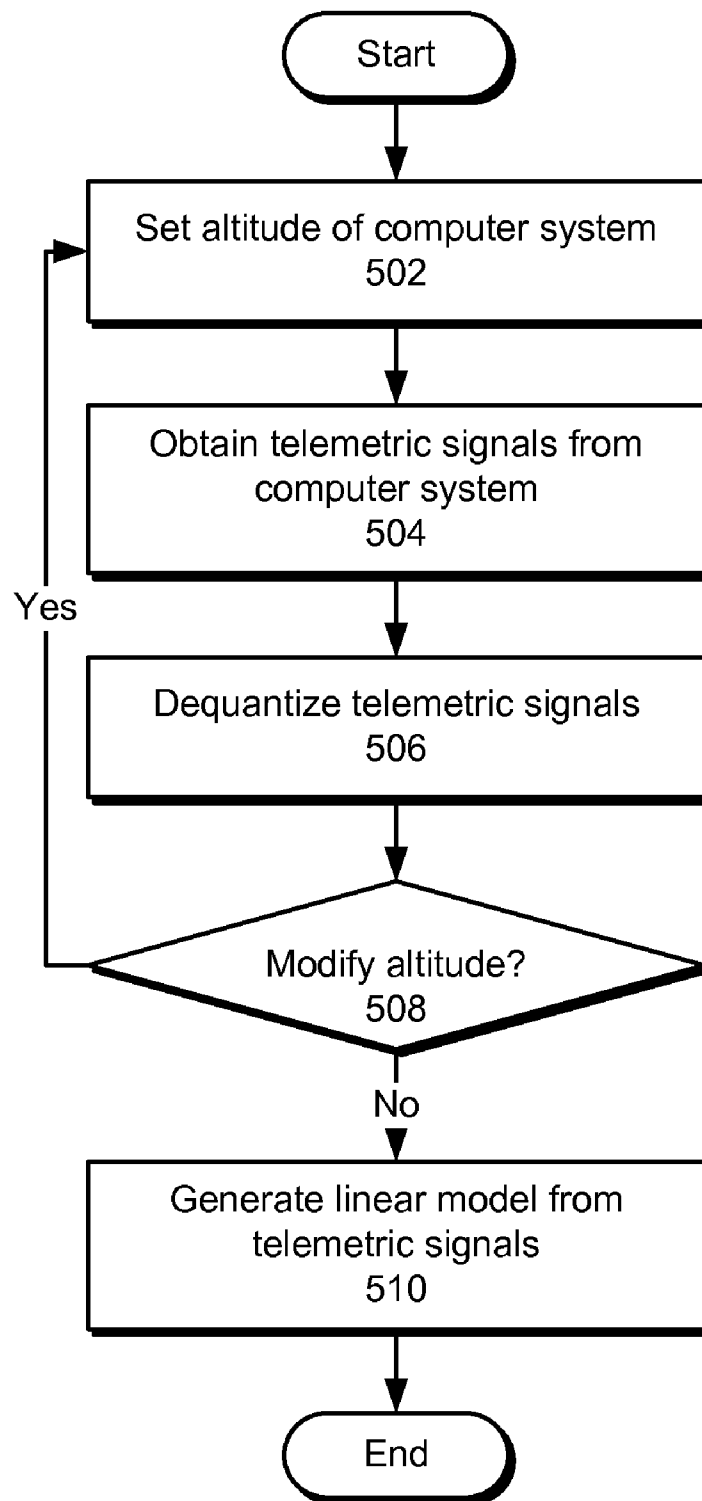 Start
Set altitude of computer system
502
Obtain telemetric signals from
computer system
504
Yes
Dequantize telemetric signals
506
Modify altitude?
508
No
Generate linear model from
telemetric signals
510
End